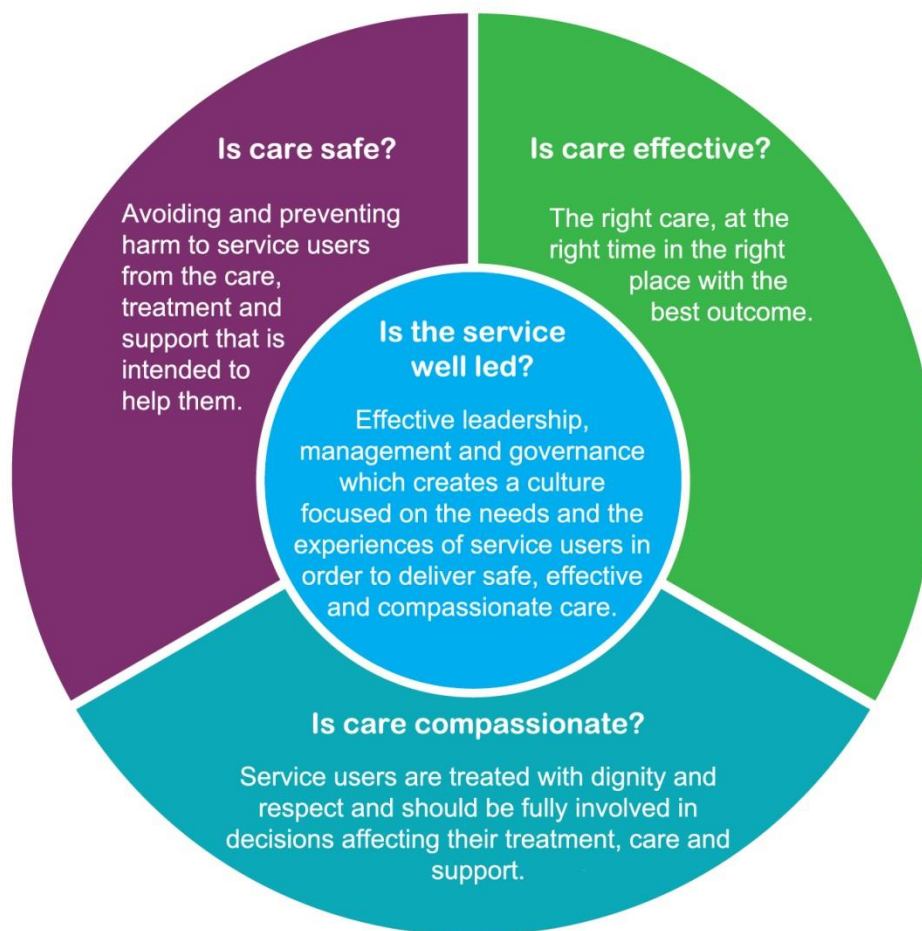 Is care safe?
Avoiding and preventing
harm to service users
from the care,
treatment and
support that is
intended to
help them.
Is care effective?
The right care, at the
right time in the right
place with the
best outcome.
Is the service
well led?
Effective leadership,
management and governance
which creates a culture
focused on the needs and the
experiences of service users in
order to deliver safe, effective
and compassionate care.
Is care compassionate?
Service users are treated with dignity and
respect and should be fully involved in
decisions affecting their treatment, care and
support.